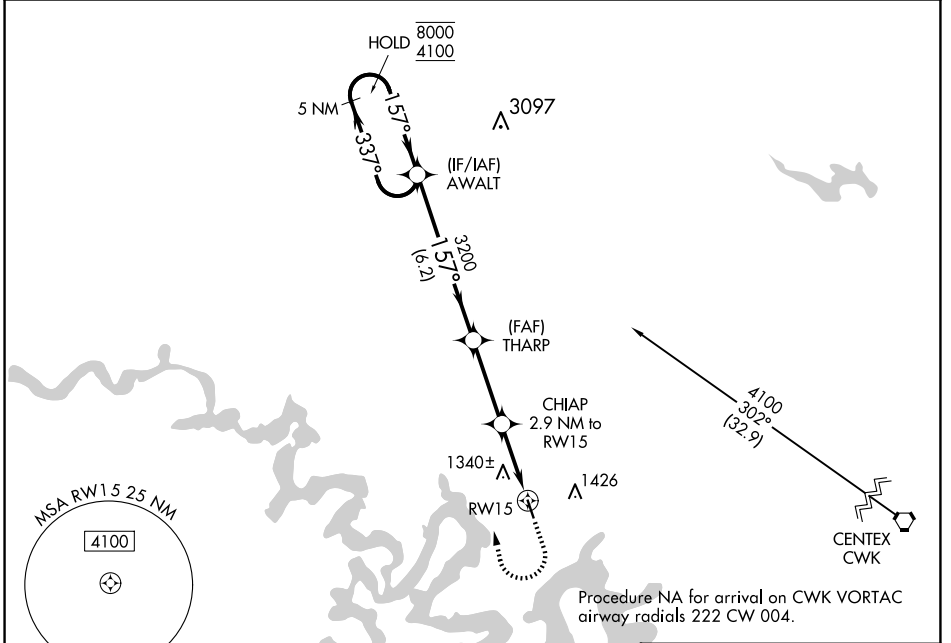 HOLD 8000
4100
5 NM
157°
337°
3097
(IF/IAF)
AWALT
3200
157°
(6.2)
(FAF)
THARP
CHIAP
2.9 NM to
RW15
1340±
1426
RW15
4100
302°
(32.9)
CENTEX
CWK
MSA RW15 25 NM
4100
Procedure NA for arrival on CWK VORTAC
airway radials 222 CW 004.